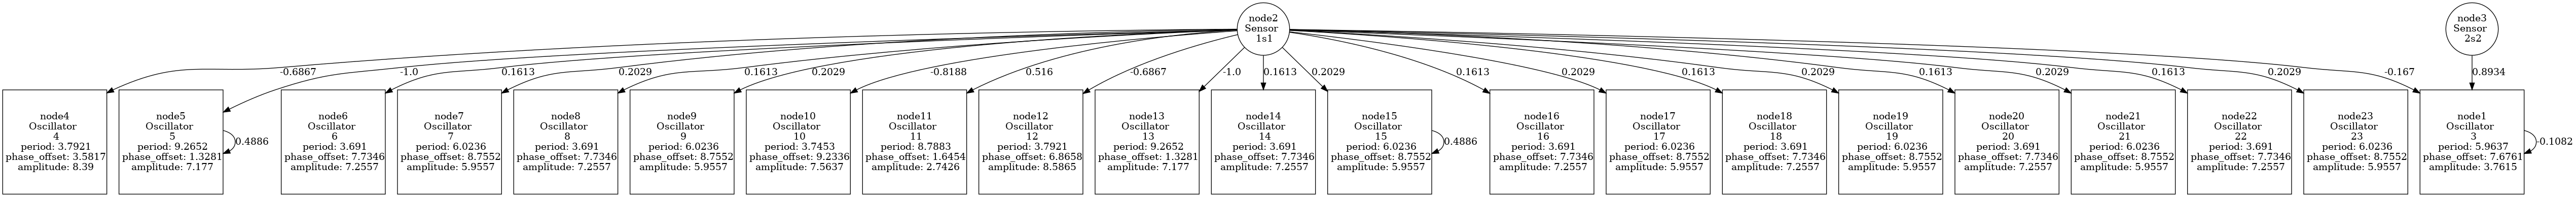 node2
Sensor
1s1
node3
Sensor
2s2
-0.6867
-1.0
0.1613
0.2029
0.1613
0.2029
-0.8188
0.516
-0.6867
-1.0
0.1613
0.2029
0.1613
0.2029
0.1613
0.2029
0.1613
0.2029
0.1613
0.2029
-0.167
0.8934
node4
Oscillator
4
period: 3.7921
phase_offset: 3.5817
amplitude: 8.39
node5
Oscillator
5
period: 9.2652
phase_offset: 1.3281
amplitude: 7.177
0.4886
node6
Oscillator
6
period: 3.691
phase_offset: 7.7346
amplitude: 7.2557
node7
Oscillator
7
period: 6.0236
phase_offset: 8.7552
amplitude: 5.9557
node8
Oscillator
8
period: 3.691
phase_offset: 7.7346
amplitude: 7.2557
node9
Oscillator
9
period: 6.0236
phase_offset: 8.7552
amplitude: 5.9557
node10
Oscillator
10
period: 3.7453
phase_offset: 9.2336
amplitude: 7.5637
node11
Oscillator
11
period: 8.7883
phase_offset: 1.6454
amplitude: 2.7426
node12
Oscillator
12
period: 3.7921
phase_offset: 6.8658
amplitude: 8.5865
node13
Oscillator
13
period: 9.2652
phase_offset: 1.3281
amplitude: 7.177
node14
Oscillator
14
period: 3.691
phase_offset: 7.7346
amplitude: 7.2557
node15
Oscillator
15
period: 6.0236
phase_offset: 8.7552
amplitude: 5.9557
0.4886
node16
Oscillator
16
period: 3.691
phase_offset: 7.7346
amplitude: 7.2557
node17
Oscillator
17
period: 6.0236
phase_offset: 8.7552
amplitude: 5.9557
node18
Oscillator
18
period: 3.691
phase_offset: 7.7346
amplitude: 7.2557
node19
Oscillator
19
period: 6.0236
phase_offset: 8.7552
amplitude: 5.9557
node20
Oscillator
20
period: 3.691
phase_offset: 7.7346
amplitude: 7.2557
node21
Oscillator
21
period: 6.0236
phase_offset: 8.7552
amplitude: 5.9557
node22
Oscillator
22
period: 3.691
phase_offset: 7.7346
amplitude: 7.2557
node23
Oscillator
23
period: 6.0236
phase_offset: 8.7552
amplitude: 5.9557
node1
Oscillator
3
period: 5.9637
phase_offset: 7.6761
amplitude: 3.7615
-0.1082